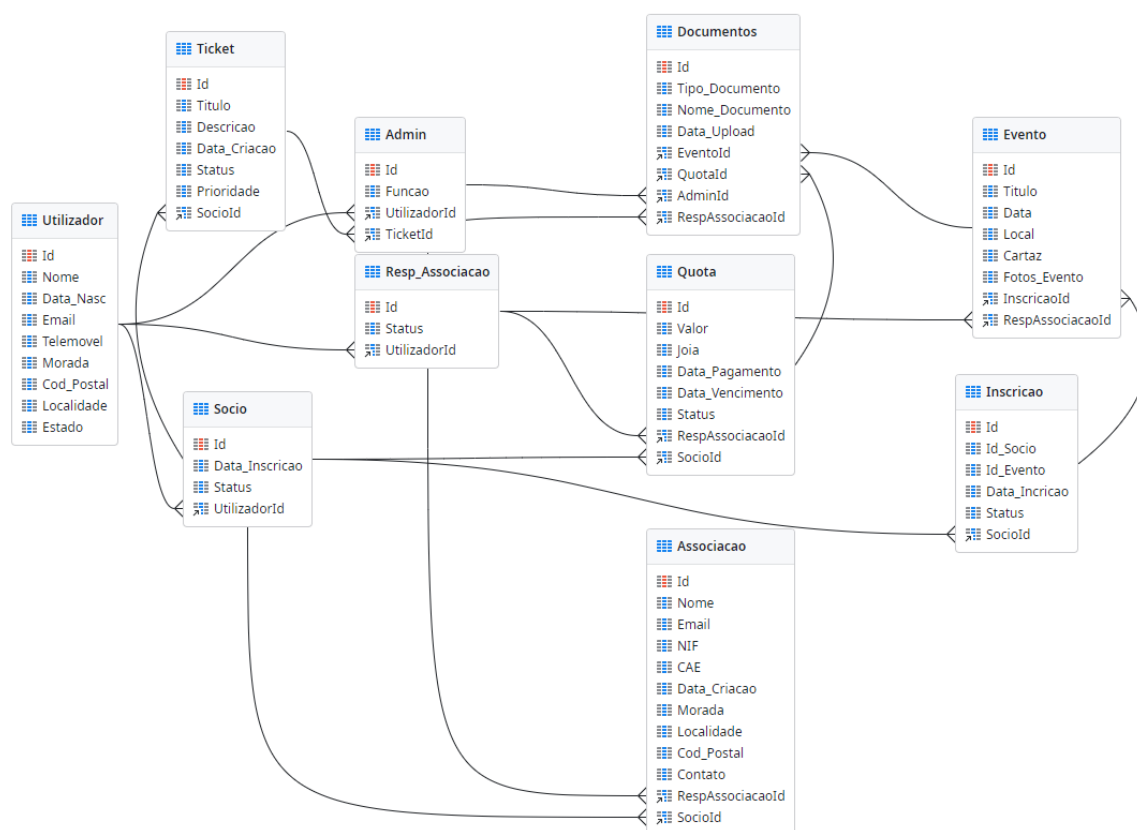 Ticket
Id
Titulo
Descricao
Data_Criacao
Status
Prioridade
SocioId
Utilizador
Id
Nome
Data_Nasc
Email
Telemovel
Morada
Cod_Postal
Localidade
Estado
Admin
Id
Funcao
UtilizadorId
TicketId
Resp_Associacao
Id
Status
UtilizadorId
Socio
Id
Data_Inscricao
Status
UtilizadorId
Documentos
Id
Tipo_Documento
Nome_Documento
Data_Upload
EventoId
QuotaId
AdminId
RespAssociacaoId
Quota
Id
Valor
Joia
Data_Pagamento
Data_Vencimento
Status
RespAssociacaoId
SocioId
Associacao
Id
Nome
Email
NIF
CAE
Data_Criacao
Morada
Localidade
Cod_Postal
Contato
RespAssociacaoId
SocioId
Evento
Id
Titulo
Data
Local
Cartaz
Fotos_Evento
InscricaoId
RespAssociacaoId
Inscricao
Id
Id_Socio
Id_Evento
Data_Incricao
Status
SocioId